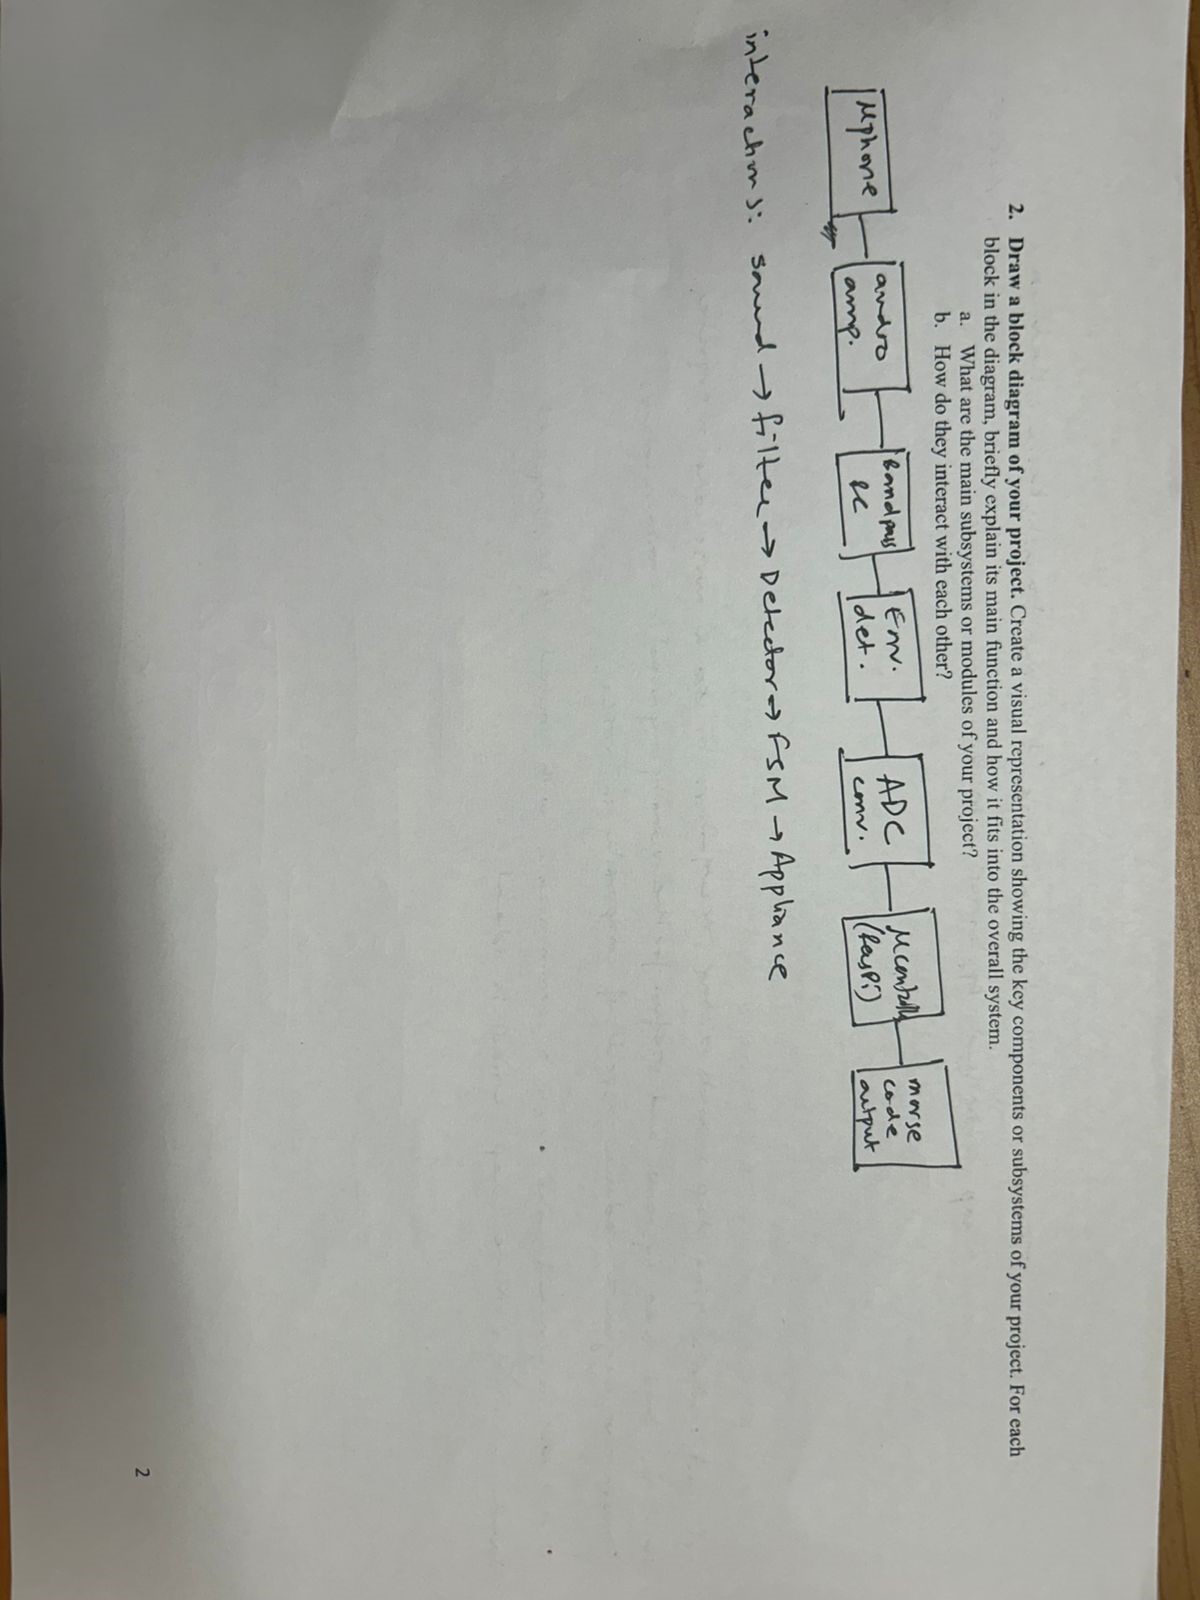 2. Draw a block diagram of your project. Create a visual representation showing the key components or subsystems of your project. For each
block in the diagram, briefly explain its main function and how it fits into the overall system.
a. What are the main subsystems or modules of your project?
b. How do they interact with each other?
Mphone
audio
amp.
Bandpass
Env.
det.
ADC
conv.
(RasPi)
morse
code
output
interactions: sound → filter → Detector → FSM → Appliance
2